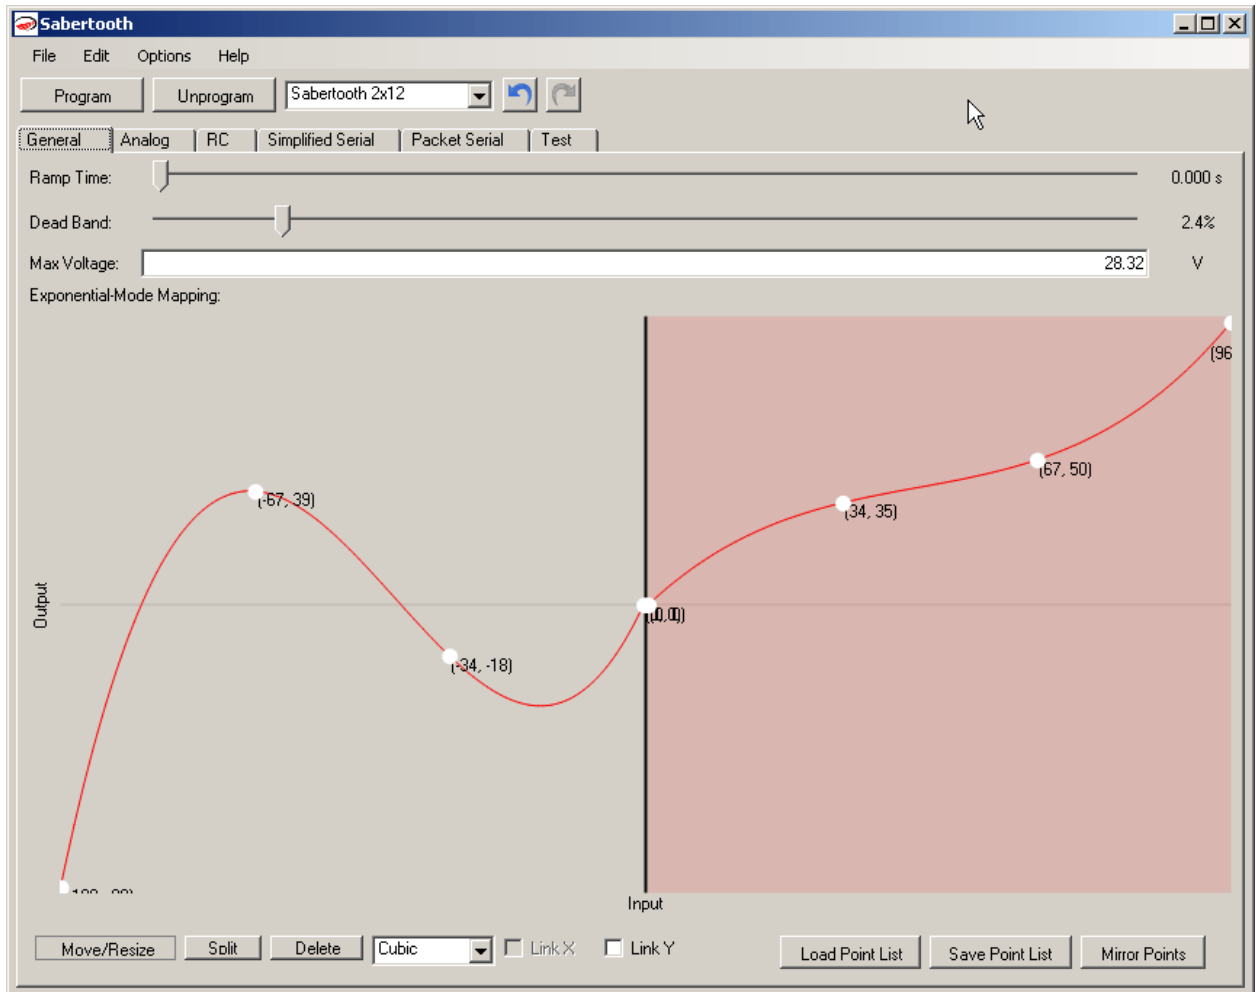 Sabertooth
File Edit Options Help
Program Unprogram Sabertooth 2x12
General Analog RC Simplified Serial Packet Serial Test
Ramp Time: 0.000 s
Dead Band: 2.4%
Max Voltage: 28.32 V
Exponential-Mode Mapping:
(96
(67, 50)
(-67, 39)
(34, 35)
Output
(-34, -18)
Input
Move/Resize Split Delete Cubic Link X Link Y Load Point List Save Point List Mirror Points